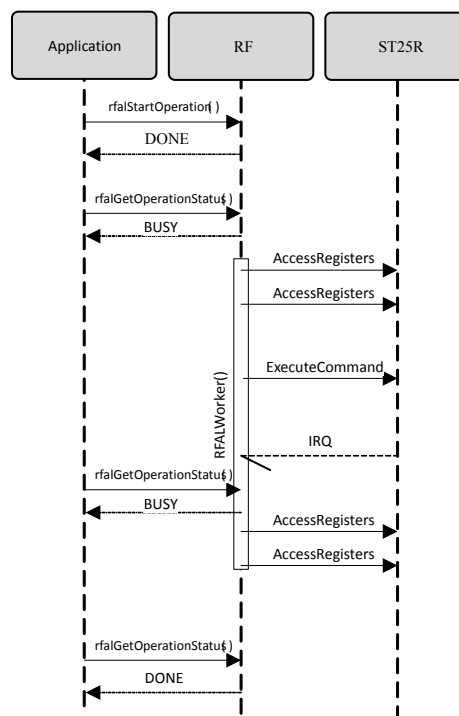 Application
RF
ST25R
rfalStartOperation()
DONE
rfalGetOperationStatus()
BUSY
AccessRegisters
AccessRegisters
ExecuteCommand
RFALWorker()
IRQ
rfalGetOperationStatus()
BUSY
AccessRegisters
AccessRegisters
rfalGetOperationStatus()
DONE